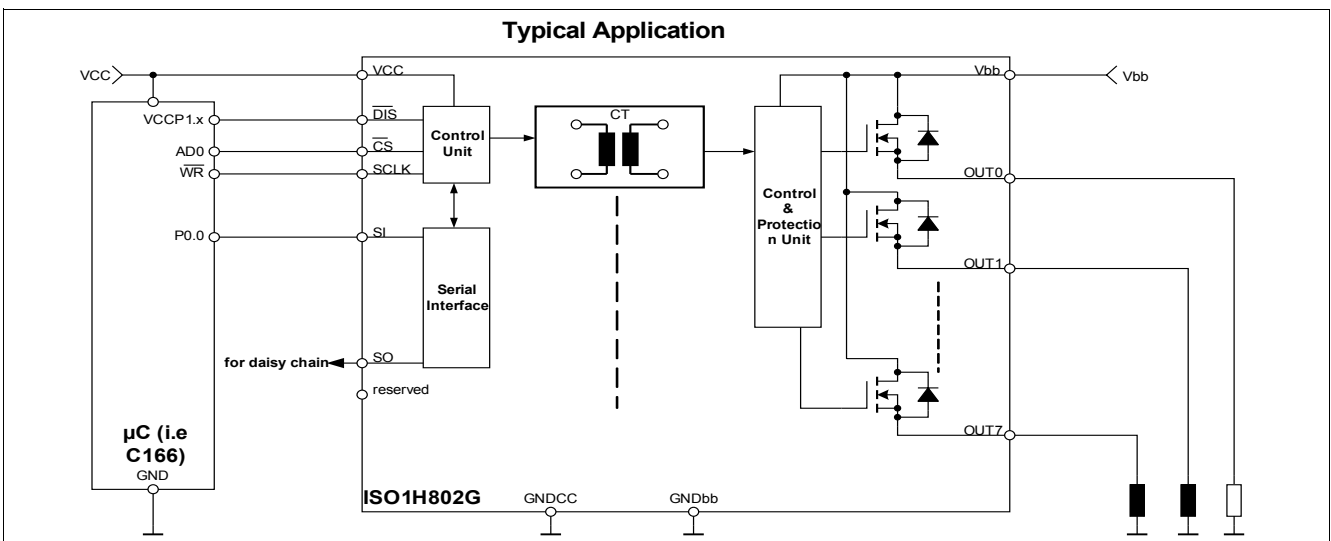 Typical Application
VCC
VCC
Vbb
Vbb
VCCP1.x
DIS
CT
Control
Unit
AD0
CS
WR
SCLK
OUT0
Control
&
Protectio
n Unit
P0.0
SI
OUT1
Serial
Interface
for daisy chain
SO
reserved
µC (i.e
C166)
OUT7
GND
ISO1H802G
GNDCC
GNDbb